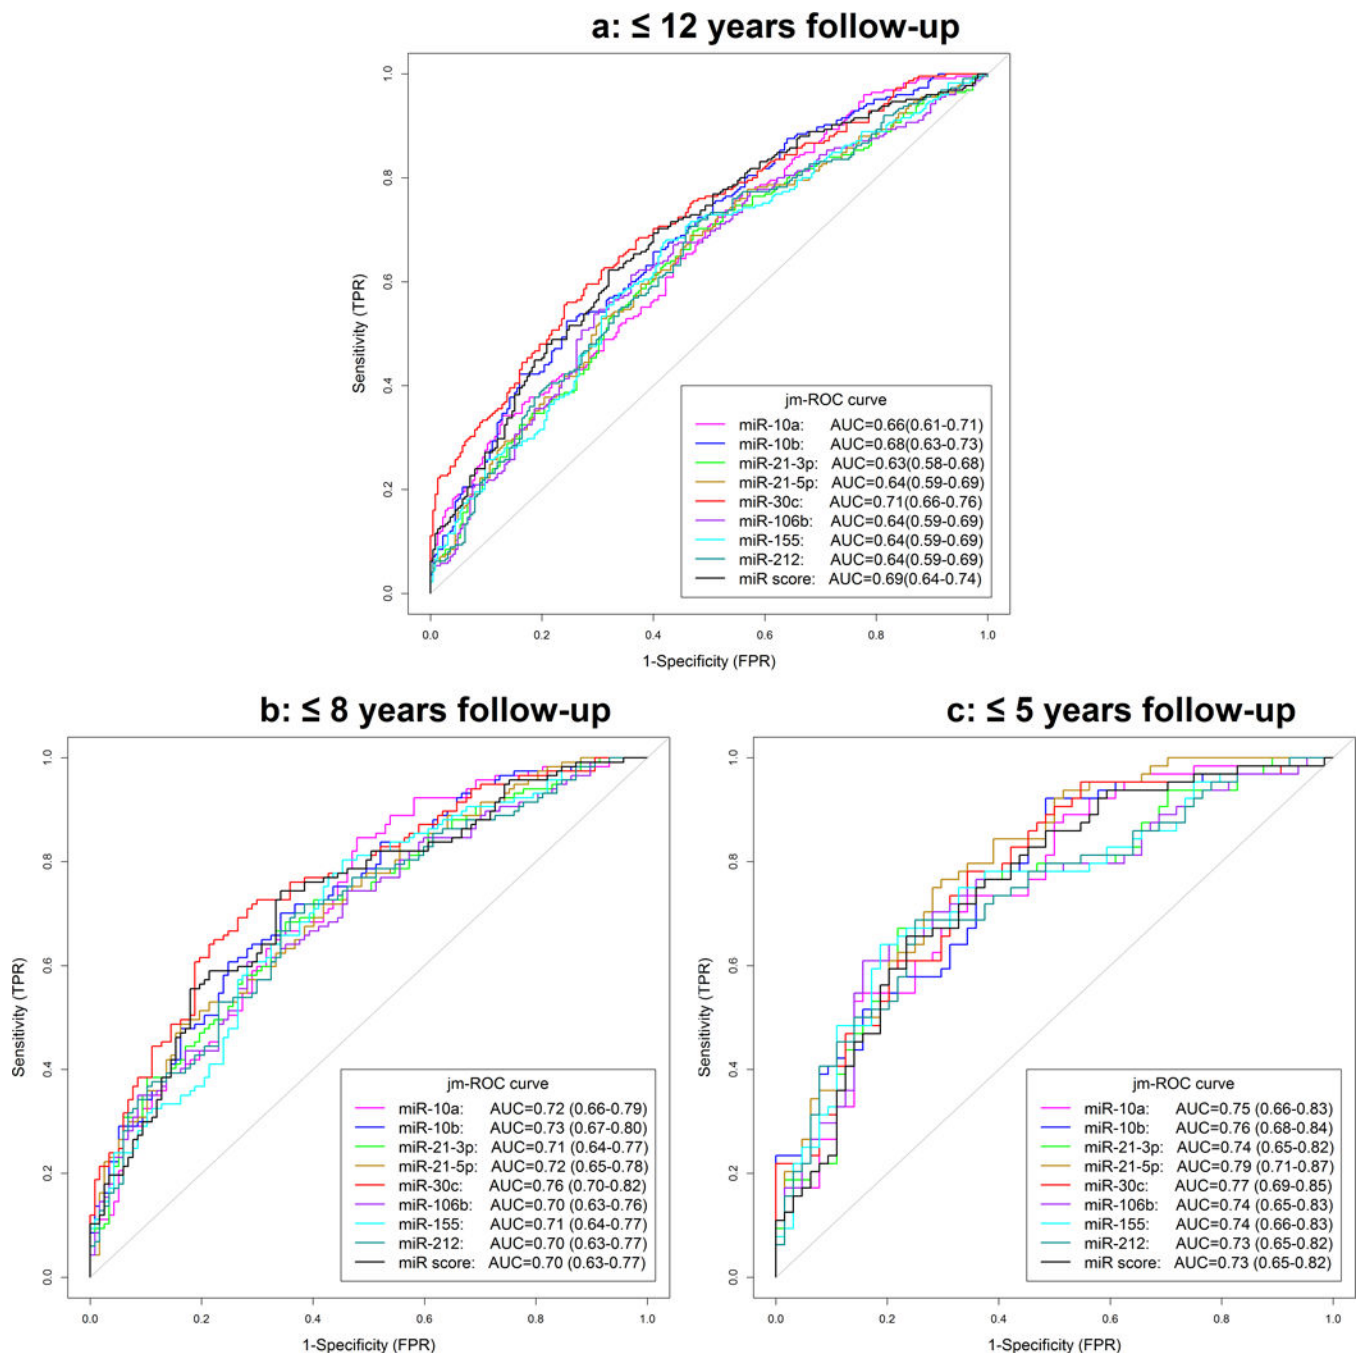 a: ≤ 12 years follow-up
1.0
0.8
0.6
0.4
0.2
0.0
Sensitivity (TPR)
jm-ROC curve
miR-10a: AUC=0.66(0.61-0.71)
miR-10b: AUC=0.68(0.63-0.73)
miR-21-3p: AUC=0.63(0.58-0.68)
miR-21-5p: AUC=0.64(0.59-0.69)
miR-30c: AUC=0.71(0.66-0.76)
miR-106b: AUC=0.64(0.59-0.69)
miR-155: AUC=0.64(0.59-0.69)
miR-212: AUC=0.64(0.59-0.69)
miR score: AUC=0.69(0.64-0.74)
0.0 0.2 0.4 0.6 0.8 1.0
1-Specificity (FPR)
b: ≤ 8 years follow-up
1.0
0.8
0.6
0.4
0.2
0.0
Sensitivity (TPR)
jm-ROC curve
miR-10a: AUC=0.72 (0.66-0.79)
miR-10b: AUC=0.73 (0.67-0.80)
miR-21-3p: AUC=0.71 (0.64-0.77)
miR-21-5p: AUC=0.72 (0.65-0.78)
miR-30c: AUC=0.76 (0.70-0.82)
miR-106b: AUC=0.70 (0.63-0.76)
miR-155: AUC=0.71 (0.64-0.77)
miR-212: AUC=0.70 (0.63-0.77)
miR score: AUC=0.70 (0.63-0.77)
0.0 0.2 0.4 0.6 0.8 1.0
1-Specificity (FPR)
c: ≤ 5 years follow-up
1.0
0.8
0.6
0.4
0.2
0.0
Sensitivity (TPR)
jm-ROC curve
miR-10a: AUC=0.75 (0.66-0.83)
miR-10b: AUC=0.76 (0.68-0.84)
miR-21-3p: AUC=0.74 (0.65-0.82)
miR-21-5p: AUC=0.79 (0.71-0.87)
miR-30c: AUC=0.77 (0.69-0.85)
miR-106b: AUC=0.74 (0.65-0.83)
miR-155: AUC=0.74 (0.66-0.83)
miR-212: AUC=0.73 (0.65-0.82)
miR score: AUC=0.73 (0.65-0.82)
0.0 0.2 0.4 0.6 0.8 1.0
1-Specificity (FPR)